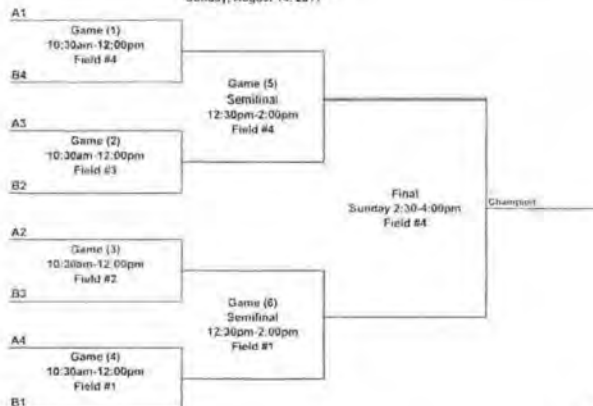 A1
Game (1)
10:30am-12:00pm
Field #4
B4
A3
Game (2)
10:30am-12:00pm
Field #3
B2
A2
Game (3)
10:30am-12:00pm
Field #2
B3
A4
Game (4)
10:30am-12:00pm
Field #1
B1
Game (5)
Semifinal
12:30pm-2:00pm
Field #4
Game (6)
Semifinal
12:30pm-2:00pm
Field #1
Final
Sunday 2:30-4:00pm
Field #4
Champion